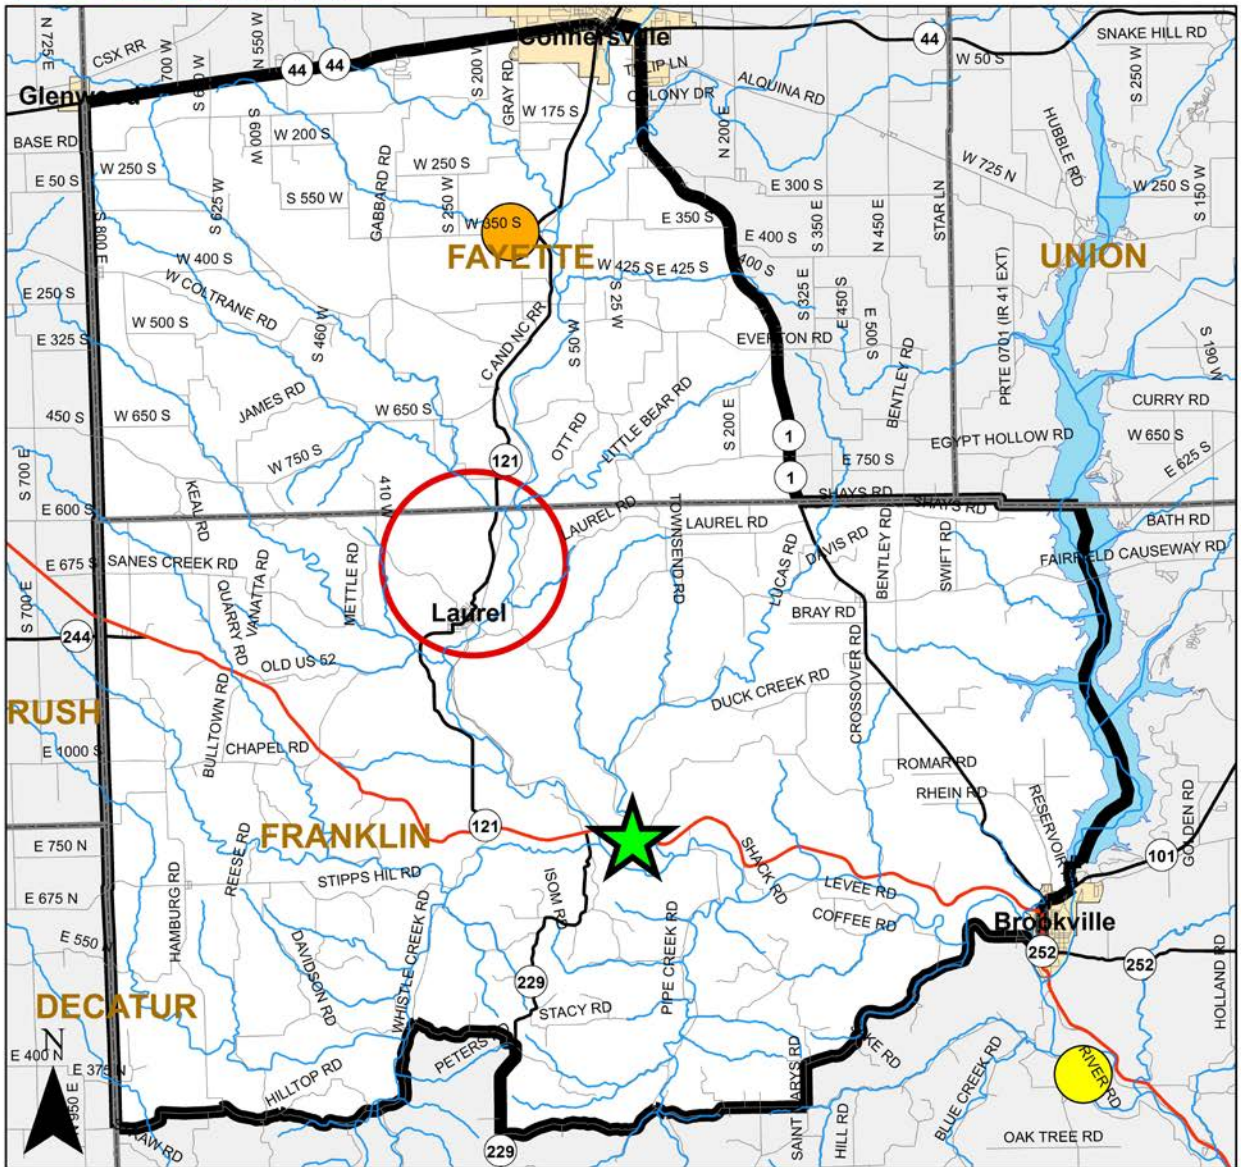 N 725 E
CSX RR
700 W
N 550 W
S 200 W
GRAY RD
Connersville
44
SNAKE HILL RD
W 50 S
S 250 W
44
44
TULIP LN
ALQUINA RD
Glenwood
COLONY DR
W 175 S
N 200 E
HUBBLE RD
S 600 W
W 200 S
BASE RD
W 250 S
GABBARD RD
W 250 S
W 725 N
E 50 S
S 550 W
S 250 W
E 300 S
W 250 S
S 150 W
S 625 W
S 800 E
W 350 S
E 350 S
S 350 E
N 450 E
STAR LN
E 400 S
FAYETTE
UNION
W 400 S
W 425 S
E 425 S
400 S
W COLTRANE RD
E 250 S
S 25 W
S 325 E
E 450 S
PRTE 0701 (IR 41 EXT)
W 500 S
S 460 W
C AND NC RR
S 50 W
E 325 S
EVERTON RD
E 500 S
S 190 W
BENTLEY RD
JAMES RD
LITTLE BEAR RD
450 S
W 650 S
W 650 S
OTT RD
S 200 E
CURRY RD
1
EGYPT HOLLOW RD
W 650 S
W 750 S
121
E 750 S
E 625 S
S 700 E
1
KEAL RD
410 W
SHAYS RD
SHAYS RD
E 600 S
LAUREL RD
TOWNSEND RD
LAUREL RD
BATH RD
DIVIS RD
BENTLEY RD
SWIFT RD
FAIRFIELD CAUSEWAY RD
E 675 S
SANES CREEK RD
S 700 E
QUARRY RD
VANATTA RD
METTLE RD
LUCAS RD
Laurel
BRAY RD
244
OLD US 52
CROSSOVER RD
DUCK CREEK RD
RUSH
BULLTOWN RD
E 1000 S
CHAPEL RD
ROMAR RD
RHEIN RD
RESERVOIR
GOLDEN RD
FRANKLIN
121
101
E 750 N
REESE RD
SHACK RD
HAMBURG RD
STIPPS HIL RD
ISOM RD
LEVEE RD
E 675 N
COFFEE RD
Brookville
E 550 N
DAVIDSON RD
WHISTLE CREEK RD
PIPE CREEK RD
252
252
229
HOLLAND RD
DECATUR
STACY RD
N
E 400 N
PETERS
E 375 N
HILLTOP RD
SAINT MARYS RD
BLUE CREEK RD
RIVER RD
HILL RD
229
OAK TREE RD